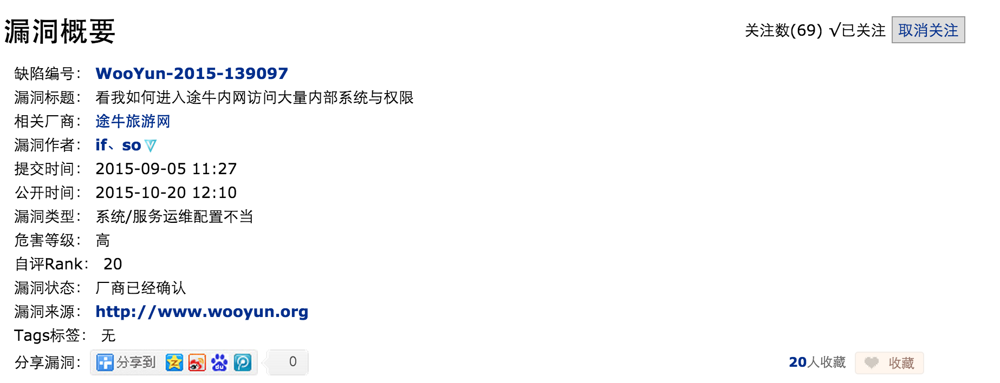 漏洞概要 关注数(69) √已关注 取消关注
缺陷编号： WooYun-2015-139097
漏洞标题： 看我如何进入途牛内网访问大量内部系统与权限
相关厂商： 途牛旅游网
漏洞作者： if、so
提交时间： 2015-09-05 11:27
公开时间： 2015-10-20 12:10
漏洞类型： 系统/服务运维配置不当
危害等级： 高
自评Rank： 20
漏洞状态： 厂商已经确认
漏洞来源： http://www.wooyun.org
Tags标签： 无
分享漏洞： 分享到 0 20人收藏 收藏